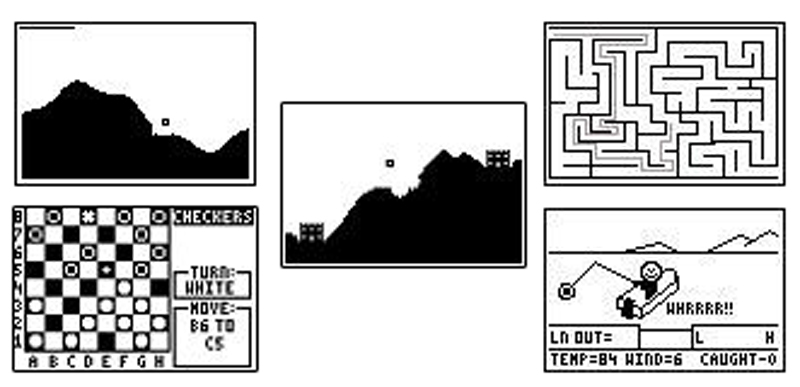 8
CHECKERS
7
6
5
TURN:
4
WHITE
3
MOVE:
2
B6 TO
1
C5
A B C D E F G H
WHRRRR!!
LN OUT=
L H
TEMP=84 WIND=6 CAUGHT-0